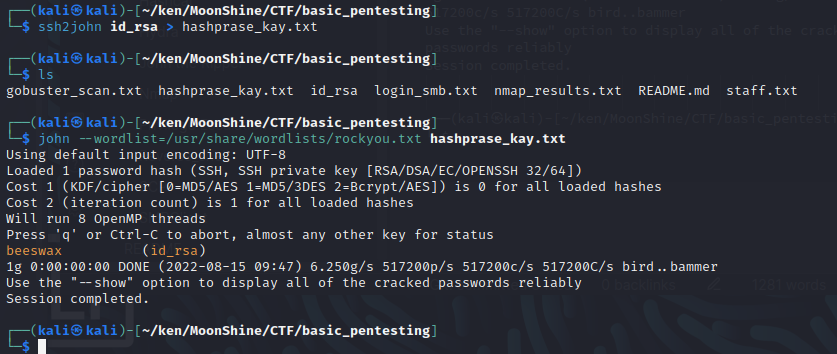 ┌──(kali㉿kali)-[~/ken/MoonShine/CTF/basic_pentesting]
└─$ ssh2john id_rsa > hashprase_kay.txt
┌──(kali㉿kali)-[~/ken/MoonShine/CTF/basic_pentesting]
└─$ ls
gobuster_scan.txt  hashprase_kay.txt  id_rsa  login_smb.txt  nmap_results.txt  README.md  staff.txt
┌──(kali㉿kali)-[~/ken/MoonShine/CTF/basic_pentesting]
└─$ john --wordlist=/usr/share/wordlists/rockyou.txt hashprase_kay.txt
Using default input encoding: UTF-8
Loaded 1 password hash (SSH, SSH private key [RSA/DSA/EC/OPENSSH 32/64])
Cost 1 (KDF/cipher [0=MD5/AES 1=MD5/3DES 2=Bcrypt/AES]) is 0 for all loaded hashes
Cost 2 (iteration count) is 1 for all loaded hashes
Will run 8 OpenMP threads
Press 'q' or Ctrl-C to abort, almost any other key for status
beeswax          (id_rsa)
1g 0:00:00:00 DONE (2022-08-15 09:47) 6.250g/s 517200p/s 517200c/s 517200C/s bird..bammer
Use the "--show" option to display all of the cracked passwords reliably
Session completed.
┌──(kali㉿kali)-[~/ken/MoonShine/CTF/basic_pentesting]
└─$